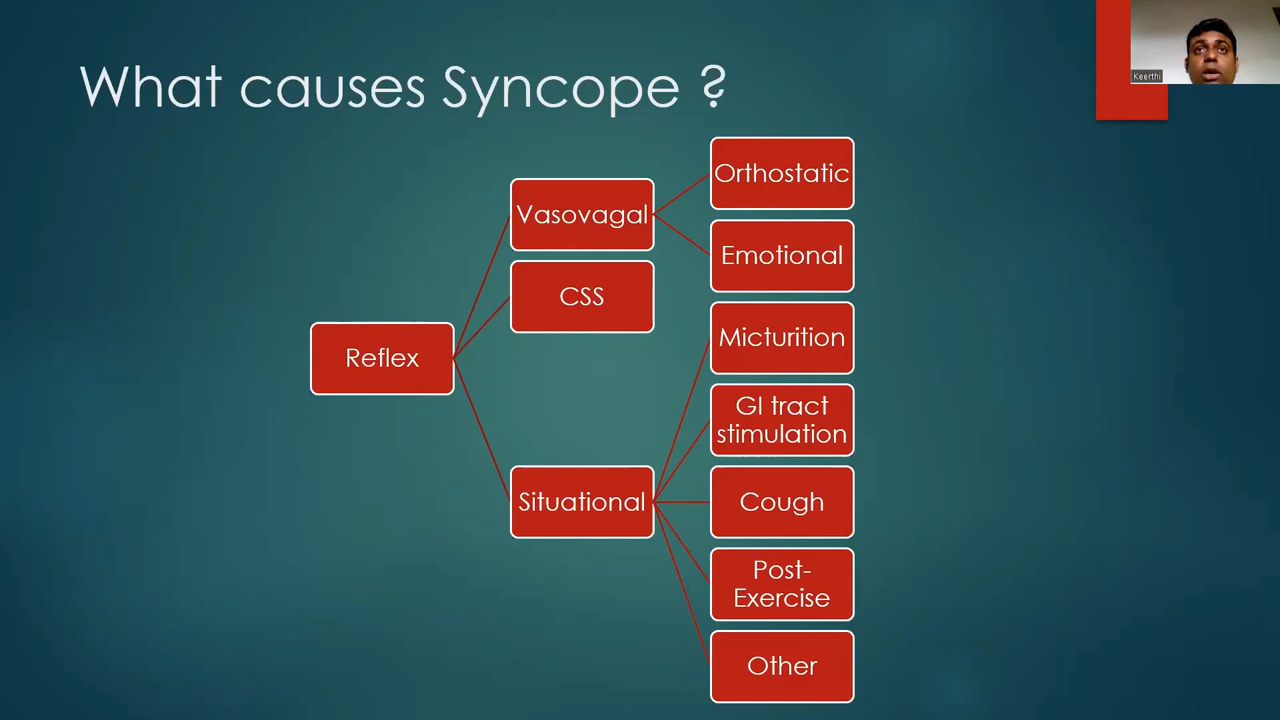 What causes Syncope ?
Keerthi
Reflex
Vasovagal
CSS
Situational
Orthostatic
Emotional
Micturition
GI tract
stimulation
Cough
Post-
Exercise
Other